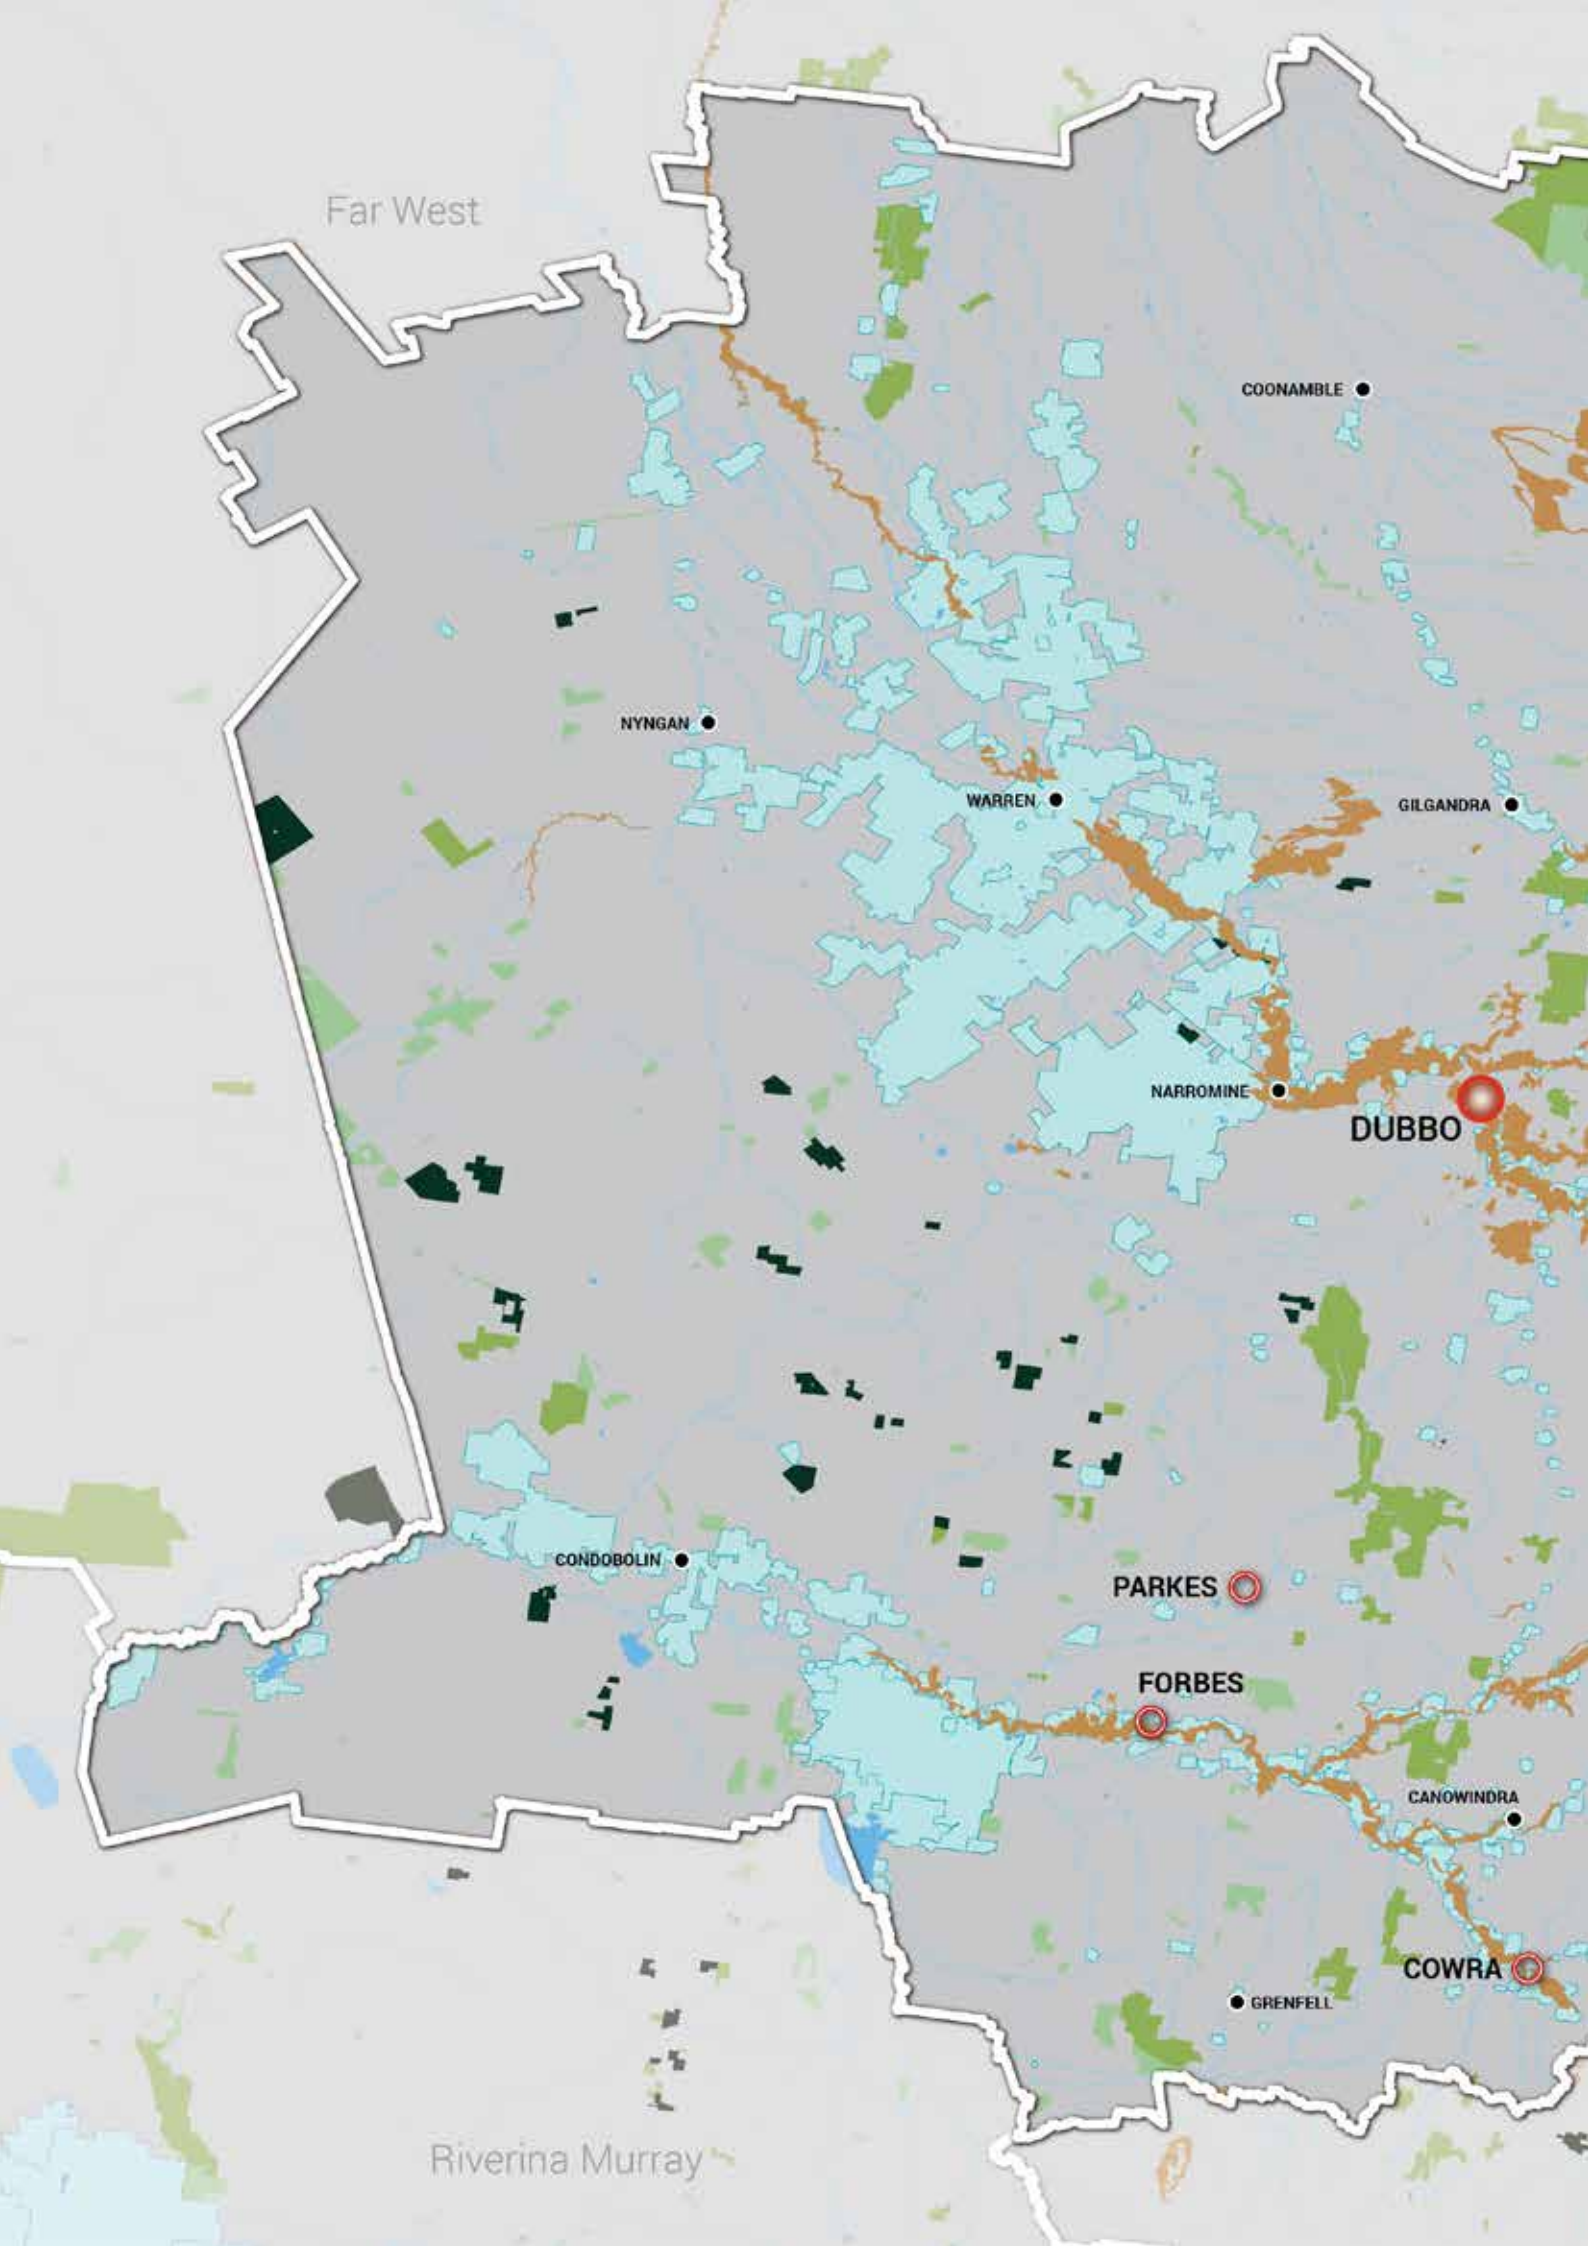 Far West
COONAMBLE
NYNGAN
WARREN
GILGANDRA
NARROMINE
DUBBO
CONDOBOLIN
PARKES
FORBES
CANOWINDRA
COWRA
GRENFELL
Riverina Murray